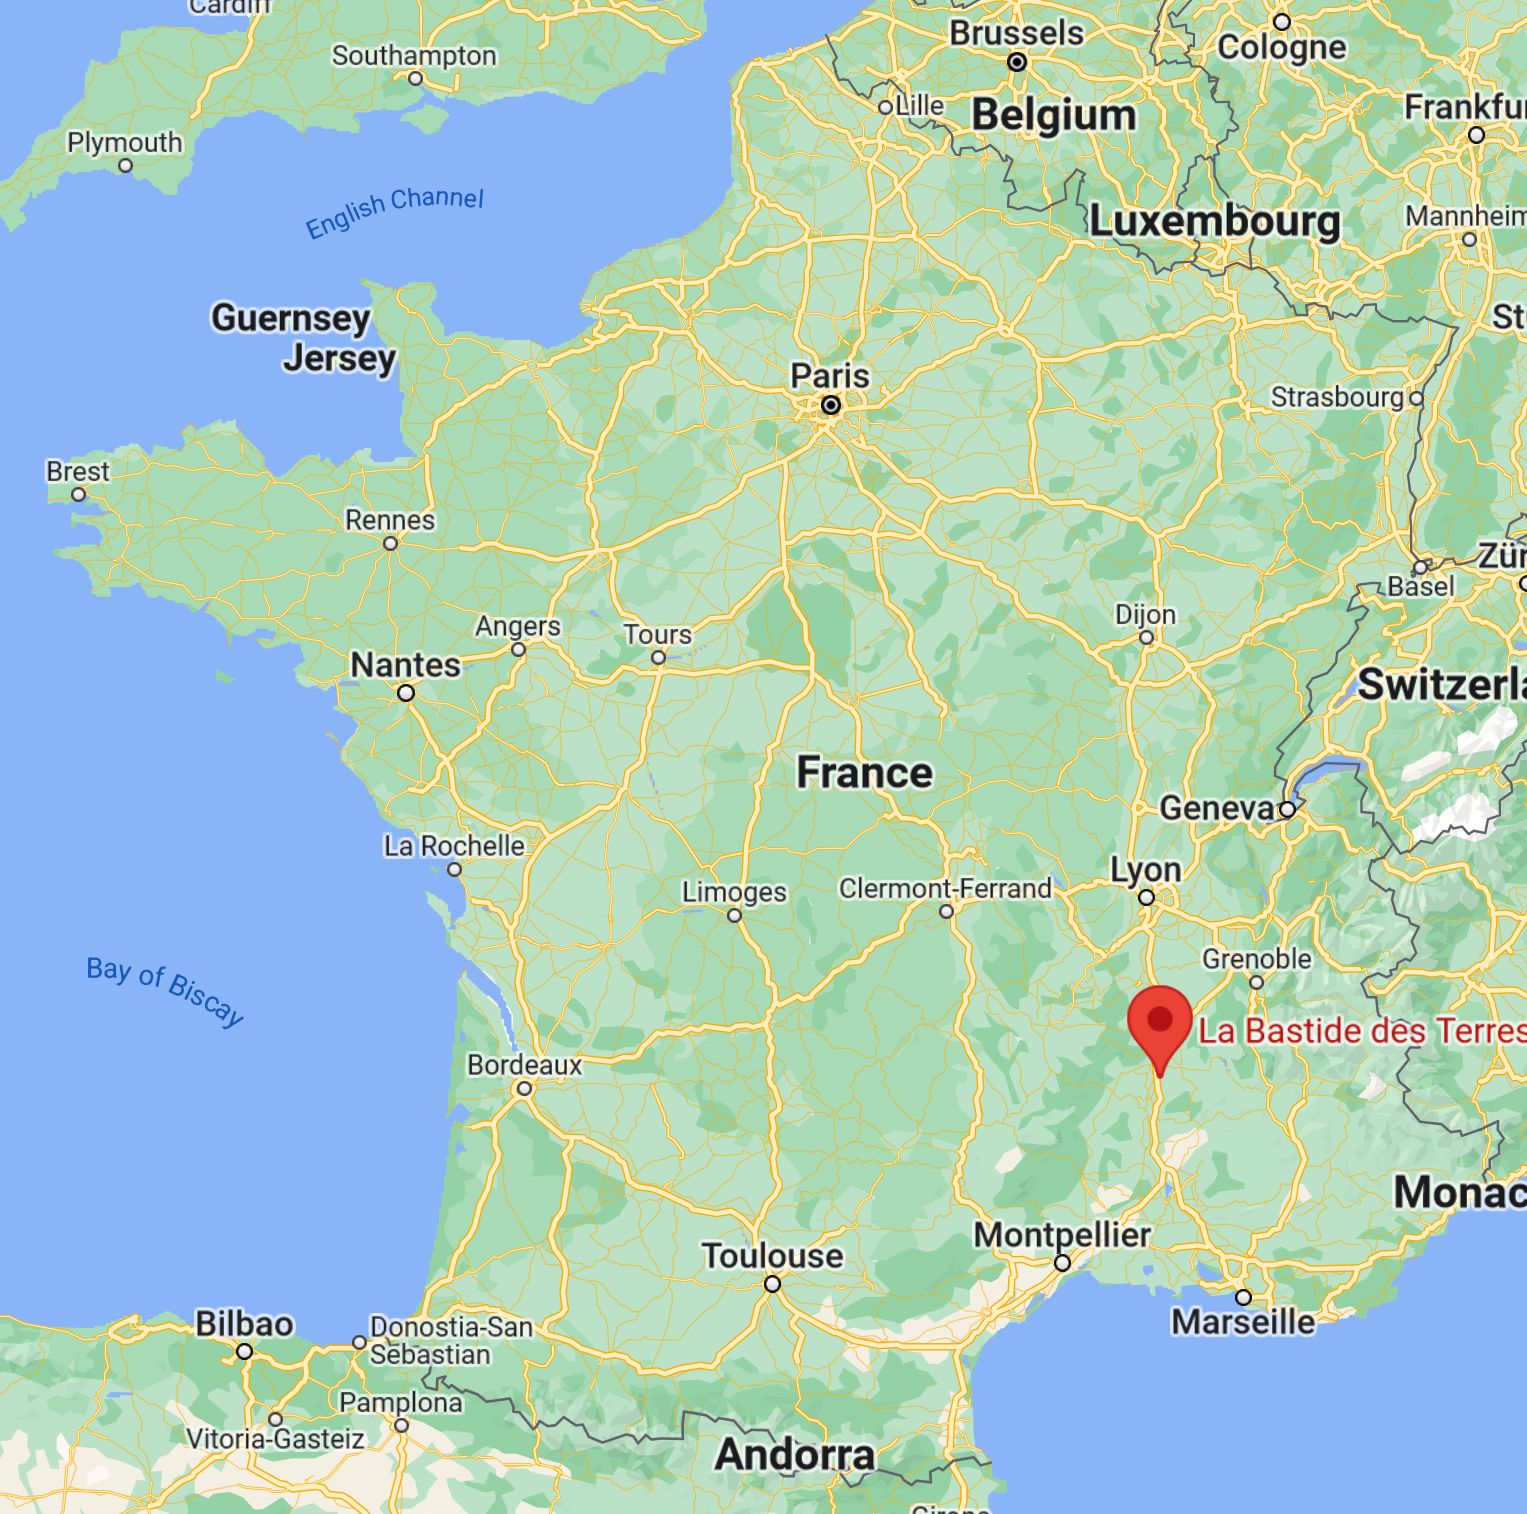 Cardiff
Southampton
Plymouth
English Channel
Brussels
Cologne
Lille
Belgium
Frankfur
Luxembourg
Mannheim
Guernsey
Jersey
St
Paris
Strasbourg
Brest
Rennes
Zür
Basel
Angers
Tours
Dijon
Nantes
Switzerla
France
Geneva
La Rochelle
Lyon
Limoges
Clermont-Ferrand
Grenoble
Bay of Biscay
La Bastide des Terres
Bordeaux
Monac
Montpellier
Toulouse
Marseille
Bilbao
Donostia-San
Sebastian
Pamplona
Vitoria-Gasteiz
Andorra
Girona